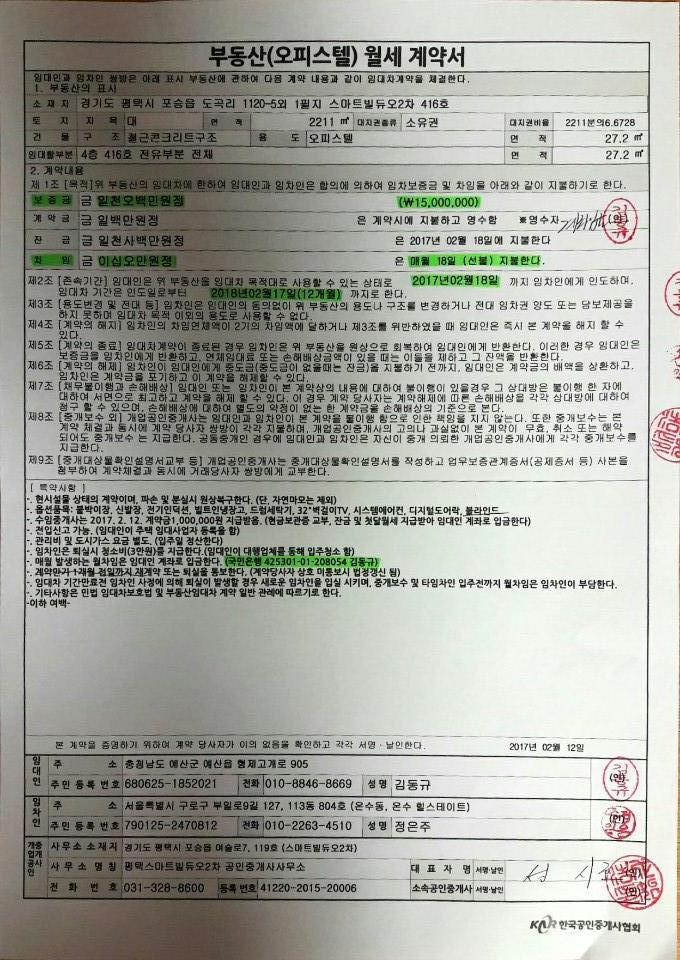 부동산(오피스텔) 월세 계약서
임대인과 임차인 쌍방은 아래 표시 부동산에 관하여 다음 계약 내용과 같이 임대차계약을 체결한다.
1. 부동산의 표시
소 재 지 경기도 평택시 포승읍 도곡리 1120-5외 1필지 스마트빌듀오2차 416호
토 지 지 목 대 면 적 2211 ㎡ 대지권종류 소유권 대지권비율 2211분의6.6728
건 물 구 조 철근콘크리트구조 용 도 오피스텔 면 적 27.2 ㎡
임대할부분 4층 416호 전유부분 전체 면 적 27.2 ㎡
2. 계약내용
제 1조 [목적]위 부동산의 임대차에 한하여 임대인과 임차인은 합의에 의하여 임차보증금 및 차임을 아래와 같이 지불하기로 한다.
보증금 금 일천오백만원정 (₩15,000,000)
계약금 금 일백만원정 은 계약시에 지불하고 영수함 ※영수자 (인)
잔 금 금 일천사백만원정 은 2017년 02월 18일에 지불한다
차 임 금 이십오만원정 은 매월 18일 (선불) 지불한다.
제2조 [존속기간] 임대인은 위 부동산을 임대차 목적대로 사용할 수 있는 상태로 2017년02월18일 까지 임차인에게 인도하며,
임대차 기간은 인도일로부터 2018년02월17일(12개월) 까지로 한다.
제3조 [용도변경 및 전대 등] 임차인은 임대인의 동의없이 위 부동산의 용도나 구조를 변경하거나 전대 임차권 양도 또는 담보제공을
하지 못하며 임대차 목적 이외의 용도로 사용할 수 없다.
제4조 [계약의 해지] 임차인의 차임연체액이 2기의 차임액에 달하거나 제3조를 위반하였을 때 임대인은 즉시 본 계약을 해지 할 수
있다.
제5조 [계약의 종료] 임대차계약이 종료된 경우 임차인은 위 부동산을 원상으로 회복하여 임대인에게 반환한다. 이러한 경우 임대인은
보증금을 임차인에게 반환하고, 연체임대료 또는 손해배상금액이 있을 때는 이들을 제하고 그 잔액을 반환한다.
제6조 [계약의 해제] 임차인이 임대인에게 중도금(중도금이 없을때는 잔금)을 지불하기 전까지, 임대인은 계약금의 배액을 상환하고,
임차인은 계약금을 포기하고 이 계약을 해제할 수 있다.
제7조 [채무불이행과 손해배상] 임대인 또는 임차인이 본 계약상의 내용에 대하여 불이행이 있을경우 그 상대방은 불이행 한 자에
대하여 서면으로 최고하고 계약을 해제 할 수 있다. 이 경우 계약 당사자는 계약해제에 따른 손해배상을 각각 상대방에 대하여
청구 할 수 있으며, 손해배상에 대하여 별도의 약정이 없는 한 계약금을 손해배상의 기준으로 본다.
제8조 [중개보수 외] 개업공인중개사는 임대인과 임차인이 본 계약을 불이행 함으로 인한 책임을 지지 않는다. 또한 중개보수는 본
계약 체결과 동시에 계약 당사자 쌍방이 각각 지불하며, 개업공인중개사의 고의나 과실없이 본 계약이 무효, 취소 또는 해약
되어도 중개보수 는 지급한다. 공동중개인 경우에 임대인과 임차인은 자신이 중개 의뢰한 개업공인중개사에게 각각 중개보수를
지급한다.
제9조 [중개대상물확인설명서교부 등] 개업공인중개사는 중개대상물확인설명서를 작성하고 업무보증관계증서(공제증서 등) 사본을
첨부하여 계약체결과 동시에 거래당사자 쌍방에게 교부한다.
[ 특약사항 ]
-. 현시설물 상태의 계약이며, 파손 및 분실시 원상복구한다. (단, 자연마모는 제외)
-. 옵션품목: 붙박이장, 신발장, 전기인덕션, 빌트인냉장고, 드럼세탁기, 32"벽걸이TV, 시스템에어컨, 디지털도어락, 블라인드
-. 수임중개사는 2017. 2. 12. 계약금1,000,000원 지급받음. (현금보관증 교부, 잔금 및 첫달월세 지급받아 임대인 계좌로 입금한다)
-. 전입신고 가능, (임대인이 주택 임대사업자 등록을 함)
-. 관리비 및 도시가스 요금 별도, (입주일 정산한다)
-. 임차인은 퇴실시 청소비(3만원)를 지급한다.(임대인이 대행업체를 통해 입주청소 함)
-. 매월 발생하는 월차임은 임대인 계좌로 입금한다. (국민은행 425301-01-208054 김동규)
-. 계약만기 1개월 전일까지 재계약 또는 퇴실을 통보한다. (계약당사자 상호 미통보시 법정갱신 됨)
-. 임대차 기간만료전 임차인 사정에 의해 퇴실이 발생할 경우 새로운 임차인을 입실 시키며, 중개보수 및 타임차인 입주전까지 월차임은 임차인이 부담한다.
-. 기타사항은 민법 임대차보호법 및 부동산임대차 계약 일반 관례에 따르기로 한다.
-이하 여백-
본 계약을 증명하기 위하여 계약 당사자가 이의 없음을 확인하고 각각 서명·날인한다. 2017년 02월 12일
임대인 주 소 충청남도 예산군 예산읍 형제고개로 905
주민등록번호 680625-1852021 전화 010-8846-8669 성명 김동규 (인)
임차인 주 소 서울특별시 구로구 부일로9길 127, 113동 804호 (온수동, 온수 힐스테이트)
주민등록번호 790125-2470812 전화 010-2263-4510 성명 정은주 (인)
개업공인중개사 사무소소재지 경기도 평택시 포승읍 여술로7, 119호 (스마트빌듀오2차)
사무소명칭 평택스마트빌듀오2차 공인중개사사무소 대 표 자 명 서명·날인 (인)
전 화 번 호 031-328-8600 등록번호 41220-2015-20006 소속공인중개사 서명·날인 (인)
KAR 한국공인중개사협회